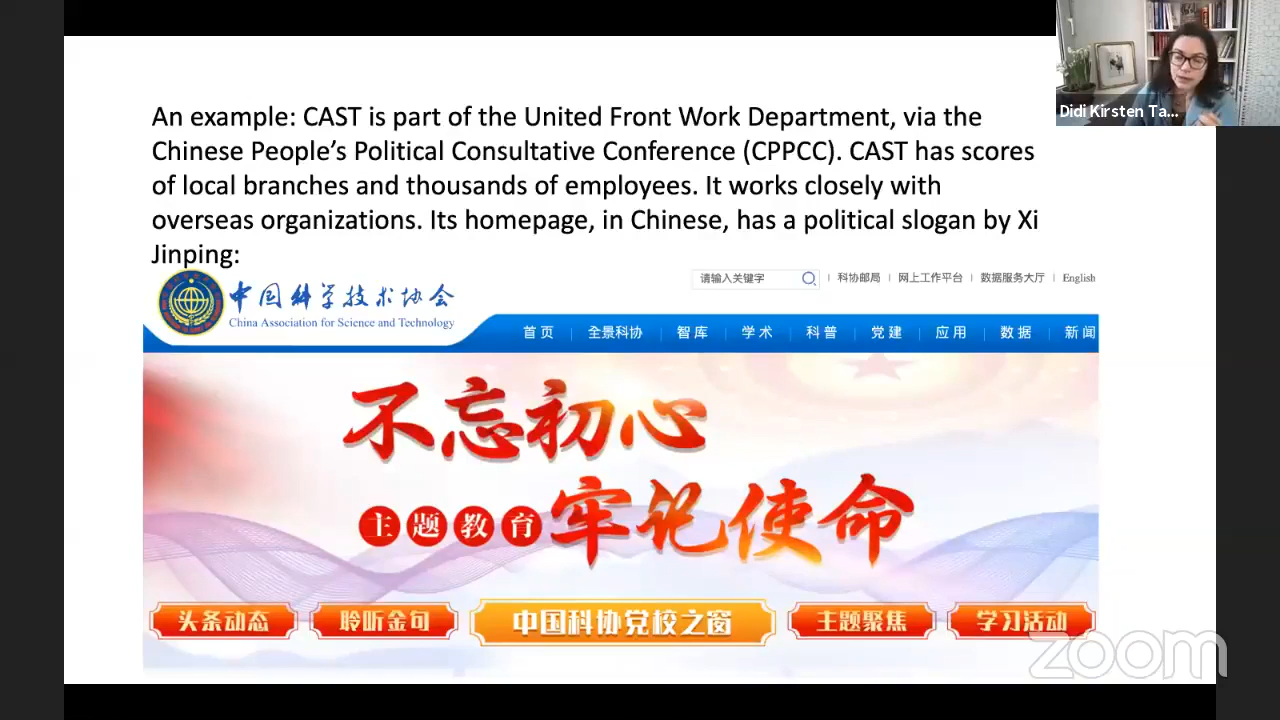 Didi Kirsten Ta...
An example: CAST is part of the United Front Work Department, via the
Chinese People’s Political Consultative Conference (CPPCC). CAST has scores
of local branches and thousands of employees. It works closely with
overseas organizations. Its homepage, in Chinese, has a political slogan by Xi
Jinping:
请输入关键字 | 科协邮局 | 网上工作平台 | 数据服务大厅 | English
中国科学技术协会
China Association for Science and Technology
首页 | 全景科协 | 智库 | 学术 | 科普 | 党建 | 应用 | 数据 | 新闻
不忘初心
主题教育 牢记使命
头条动态 聆听金句 中国科协党校之窗 主题聚焦 学习活动
zoom